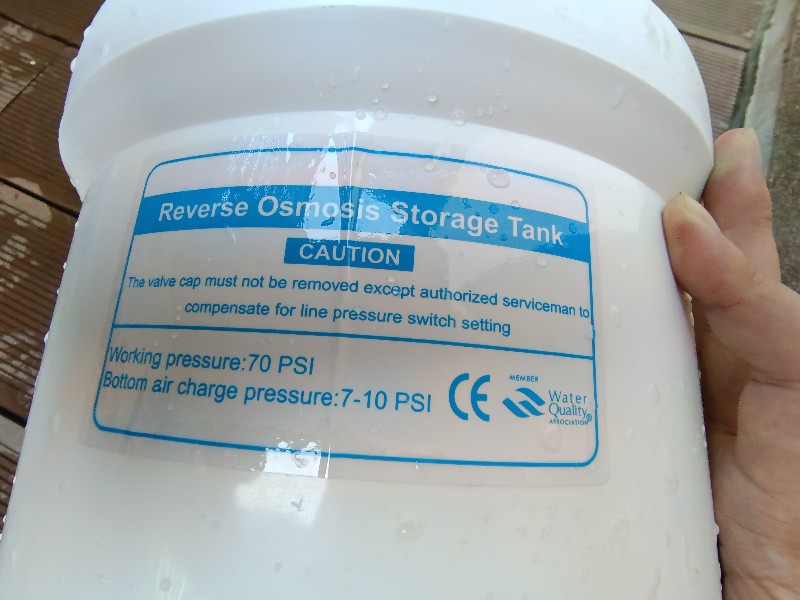 Reverse Osmosis Storage Tank
CAUTION
The valve cap must not be removed except authorized serviceman to
compensate for line pressure switch setting
Working pressure:70 PSI
Bottom air charge pressure:7-10 PSI
CE
MEMBER
Water
Quality®
ASSOCIATION